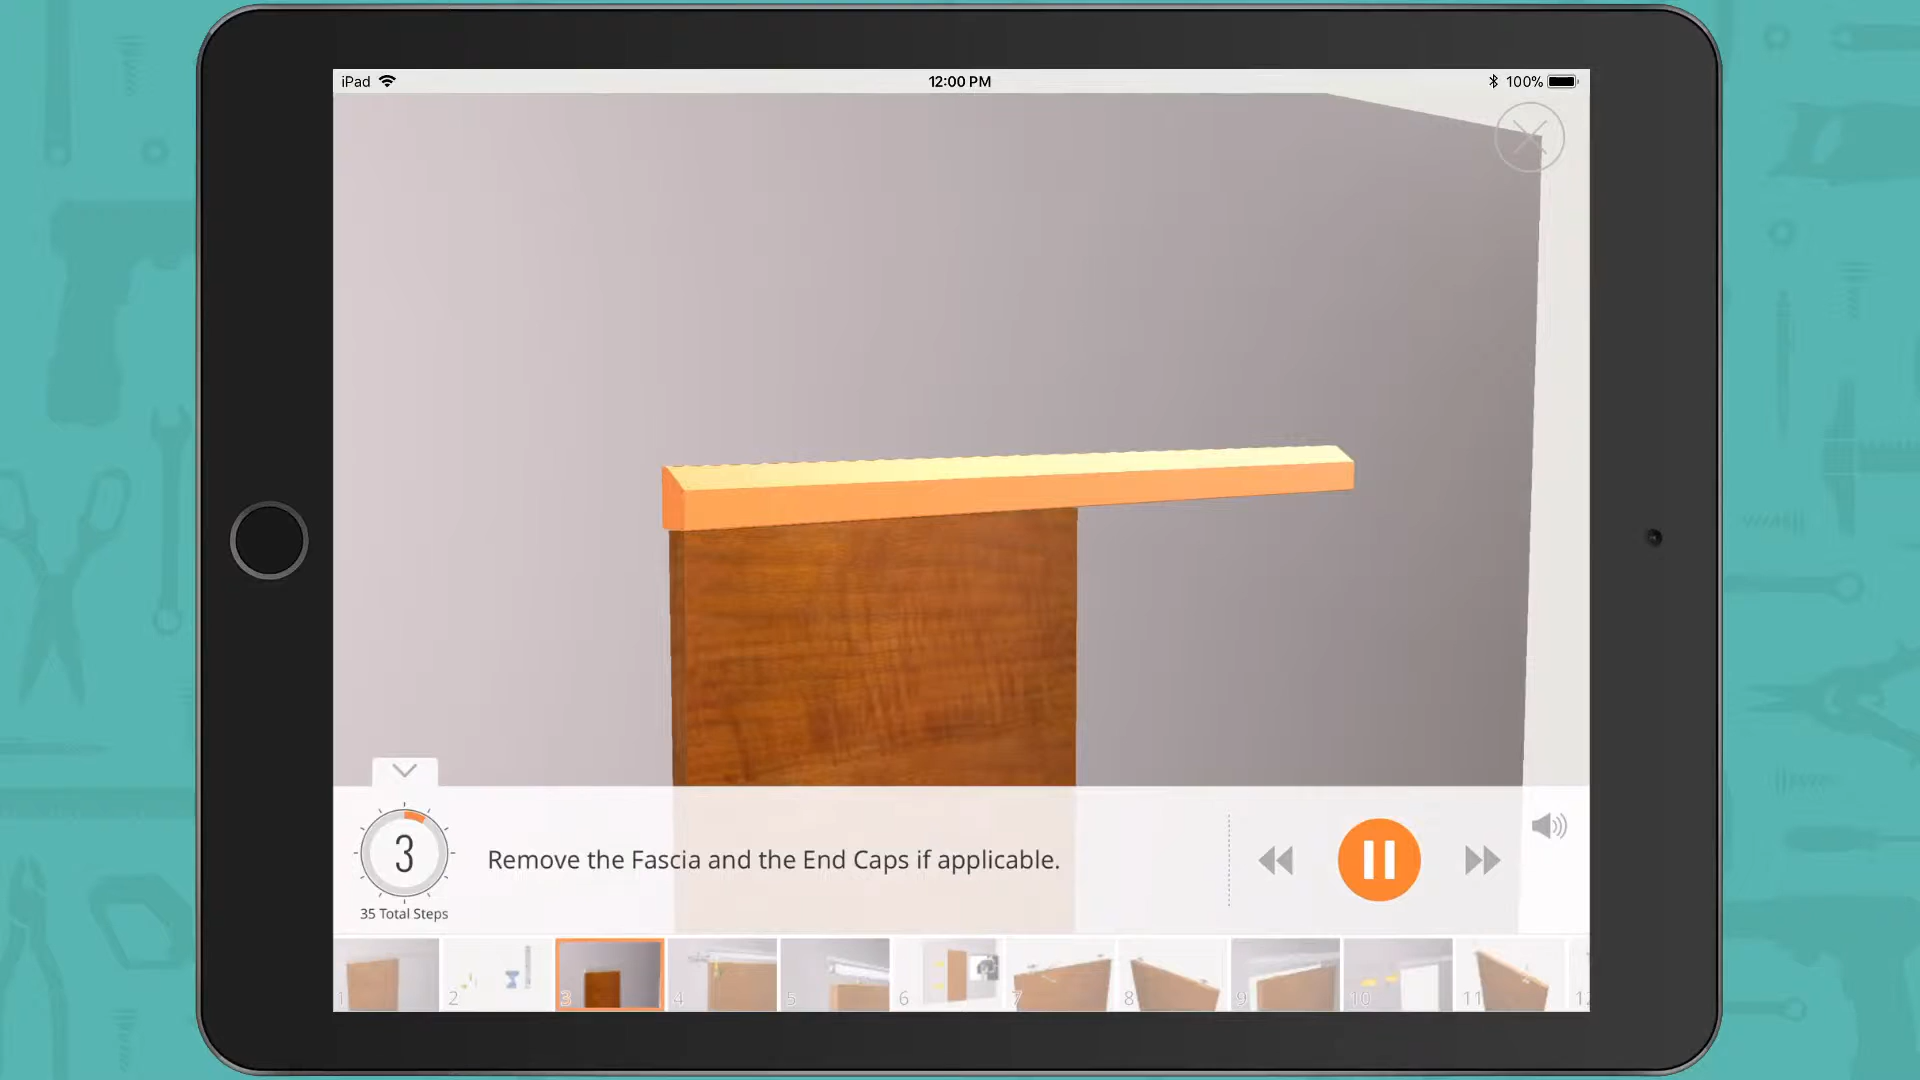 iPad 12:00 PM 100%
3
Remove the Fascia and the End Caps if applicable.
35 Total Steps
1 2 3 4 5 6 7 8 9 10 11 12